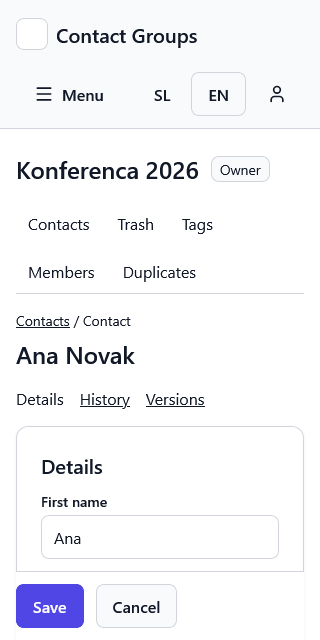 Contact Groups
Menu SL EN
Konferenca 2026 Owner
Contacts Trash Tags
Members Duplicates
Contacts / Contact
Ana Novak
Details History Versions
Details
First name
Ana
Save Cancel